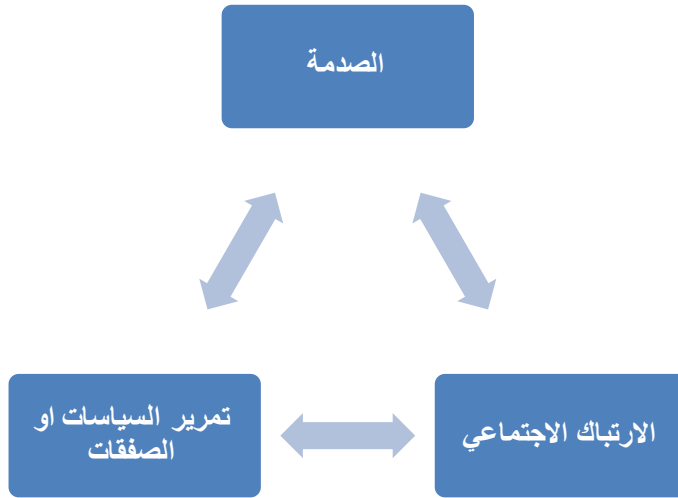 الصدمة
الارتباك الاجتماعي
تمرير السياسات او
الصفقات